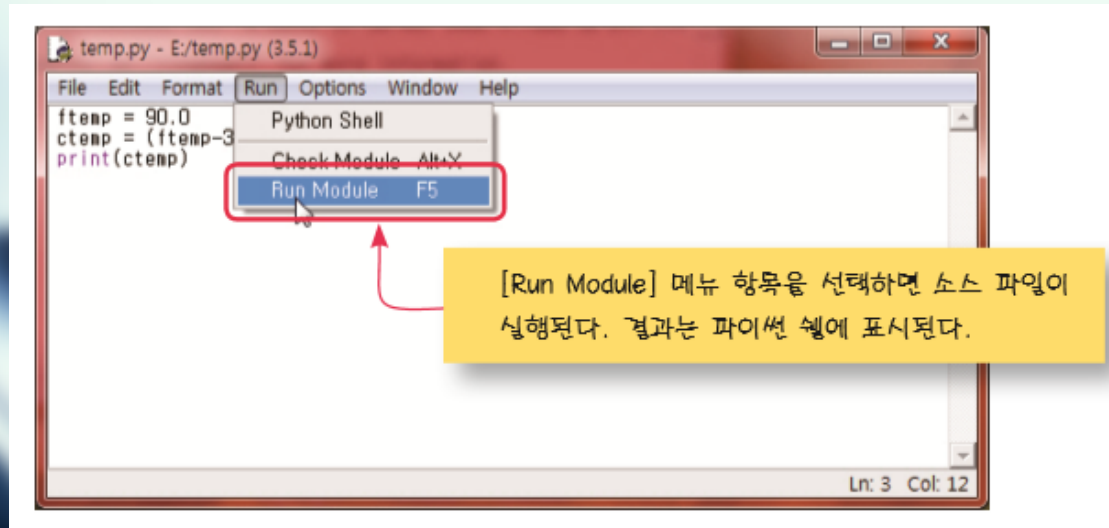 temp.py - E:/temp.py (3.5.1)
File Edit Format Run Options Window Help
ftemp = 90.0
ctemp = (ftemp-3
print(ctemp)
Python Shell
Check Module Alt+X
Run Module F5
[Run Module] 메뉴 항목을 선택하면 소스 파일이
실행된다. 결과는 파이썬 쉘에 표시된다.
Ln: 3 Col: 12